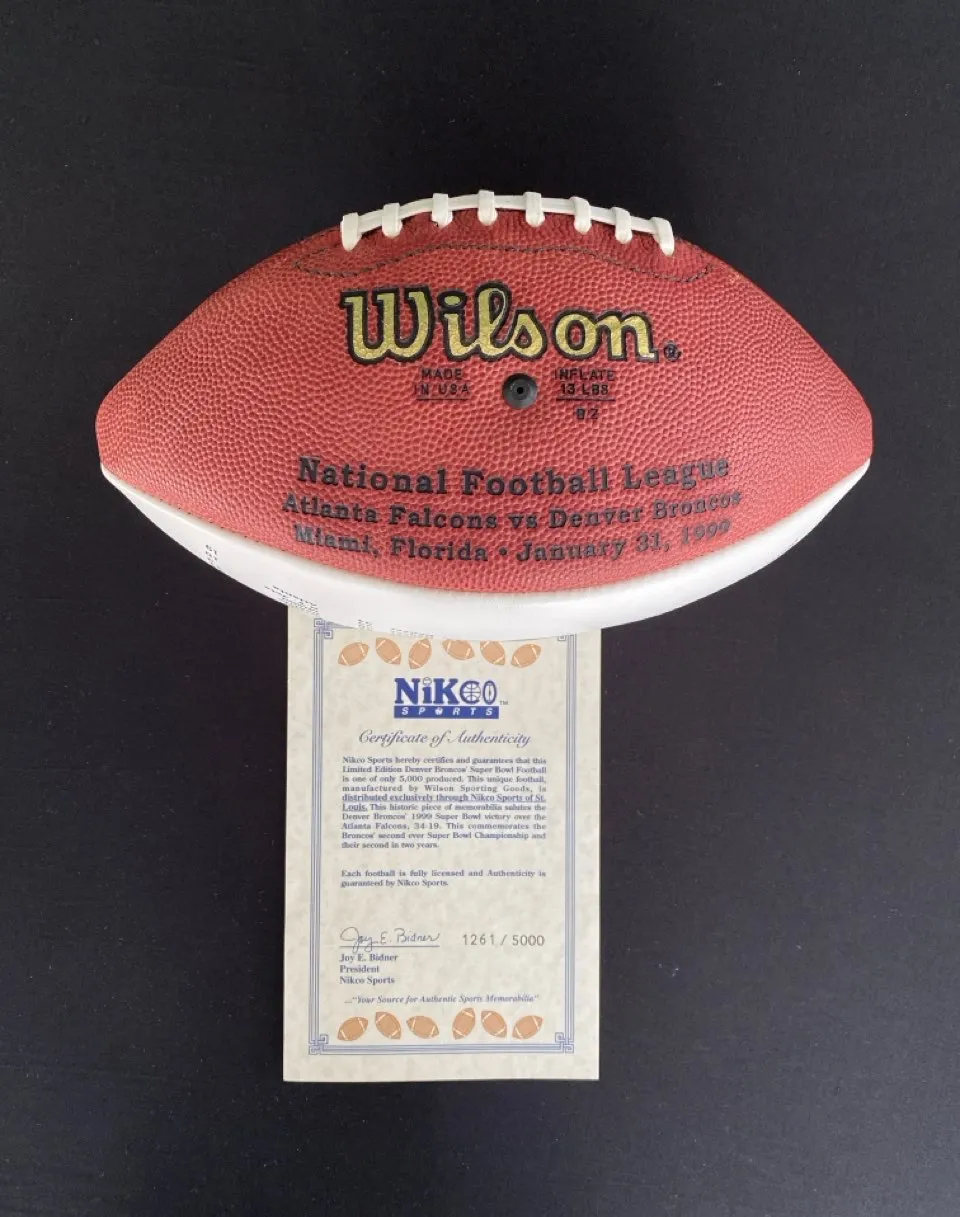 Wilson®
MADE
IN USA
INFLATE
13 LBS
National Football League
Atlanta Falcons vs Denver Broncos
Miami, Florida • January 31, 1999
NiKCO™
SPORTS
Certificate of Authenticity
Nikco Sports hereby certifies and guarantees that this
Limited Edition Denver Broncos' Super Bowl Football
is one of only 5,000 produced. This unique football,
manufactured by Wilson Sporting Goods, is
distributed exclusively through Nikco Sports of St.
Louis. This historic piece of memorabilia salutes the
Denver Broncos' 1999 Super Bowl victory over the
Atlanta Falcons, 34-19. This commemorates the
Broncos' second ever Super Bowl Championship and
their second in two years.
Each football is fully licensed and Authenticity is
guaranteed by Nikco Sports.
Joy E. Bidner
1261 / 5000
Joy E. Bidner
President
Nikco Sports
..."Your Source for Authentic Sports Memorabilia"